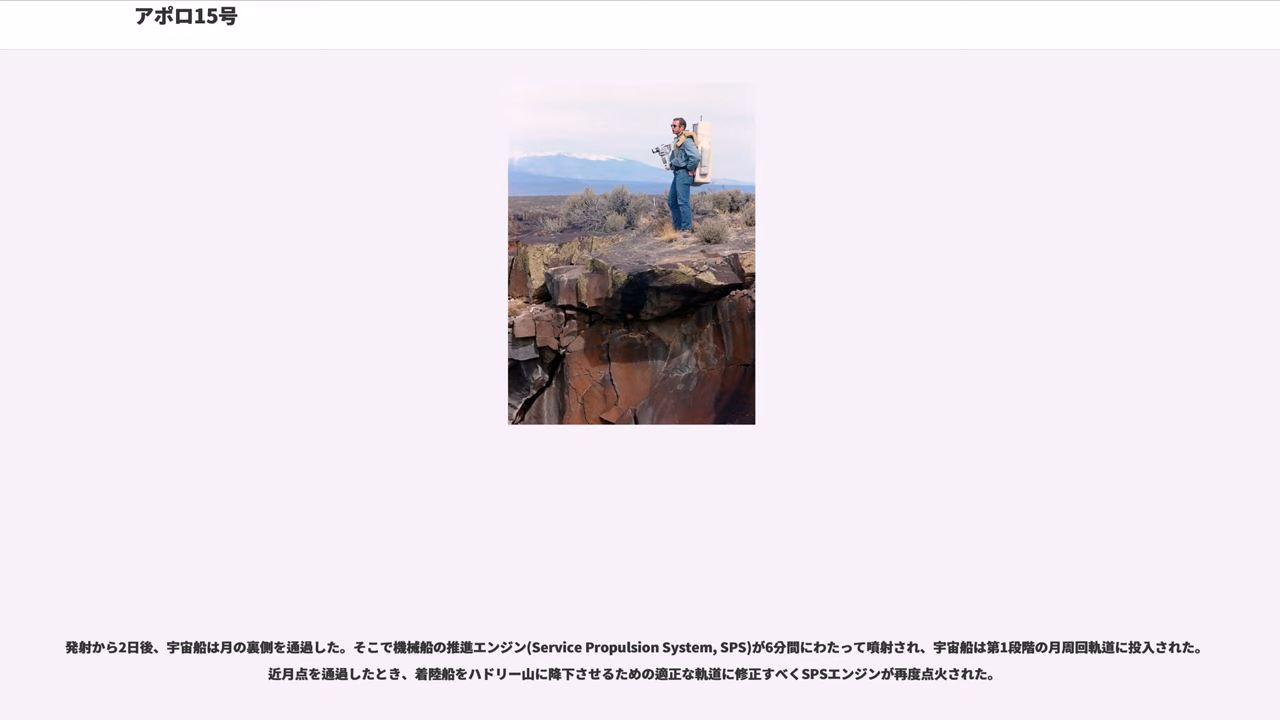 アポロ15号
発射から2日後、宇宙船は月の裏側を通過した。そこで機械船の推進エンジン(Service Propulsion System, SPS)が6分間にわたって噴射され、宇宙船は第1段階の月周回軌道に投入された。
近月点を通過したとき、着陸船をハドリー山に降下させるための適正な軌道に修正すべくSPSエンジンが再度点火された。